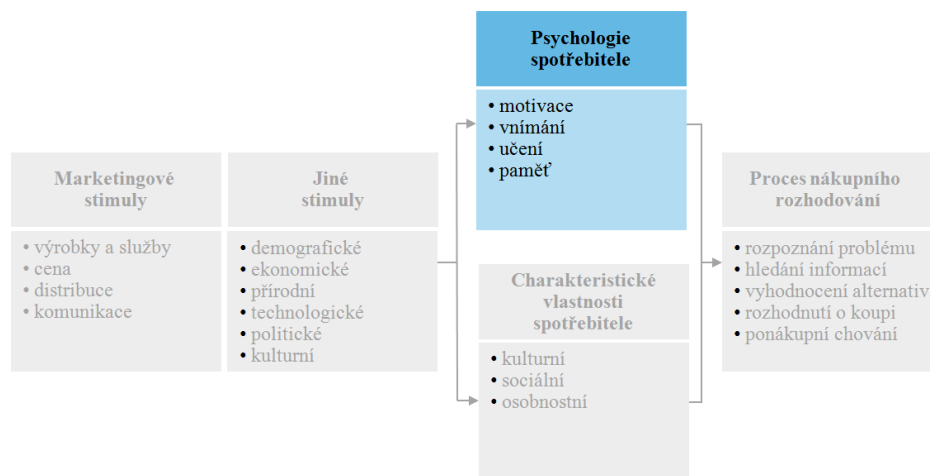 Psychologie
spotřebitele
• motivace
• vnímání
• učení
• paměť
Marketingové
stimuly
• výrobky a služby
• cena
• distribuce
• komunikace
Jiné
stimuly
• demografické
• ekonomické
• přírodní
• technologické
• politické
• kulturní
Charakteristické
vlastnosti
spotřebitele
• kulturní
• sociální
• osobnostní
Proces nákupního
rozhodování
• rozpoznání problému
• hledání informací
• vyhodnocení alternativ
• rozhodnutí o koupi
• ponákupní chování